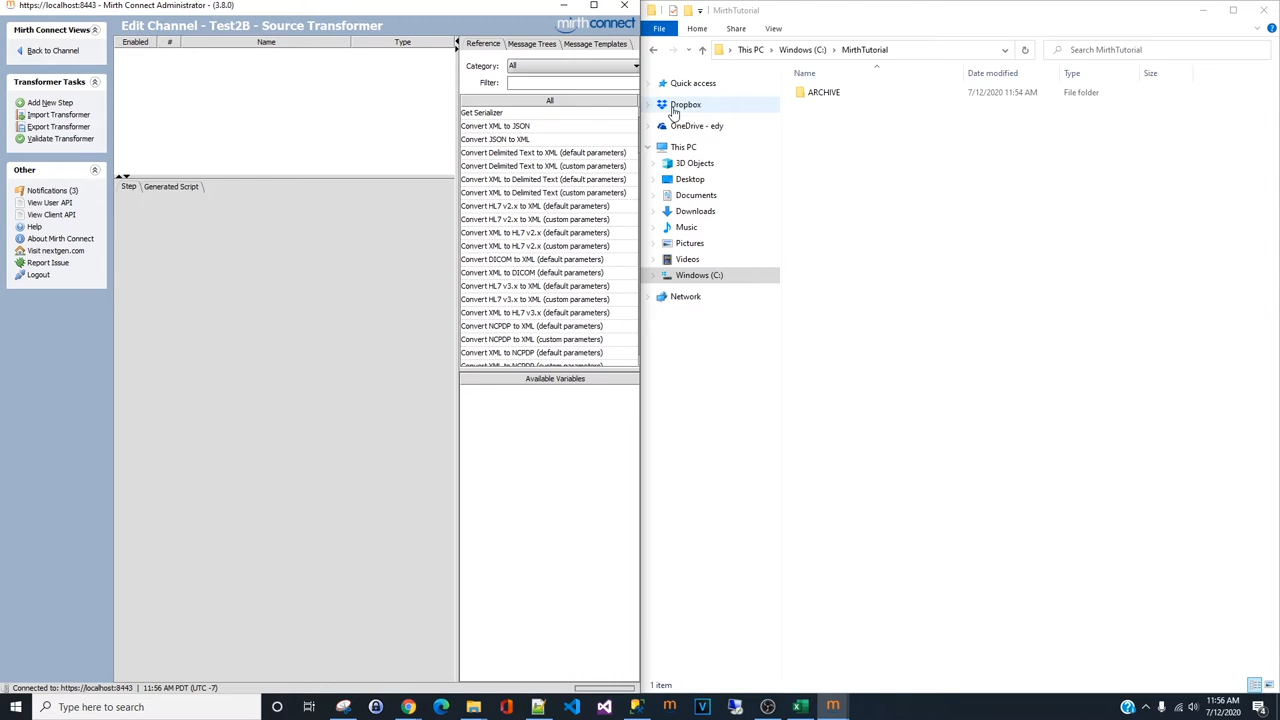 https://localhost:8443 - Mirth Connect Administrator - (3.8.0)
Mirth Connect Views
Back to Channel
Transformer Tasks
Add New Step
Import Transformer
Export Transformer
Validate Transformer
Other
Notifications (3)
View User API
View Client API
Help
About Mirth Connect
Visit nextgen.com
Report Issue
Logout
Edit Channel - Test2B - Source Transformer
mirthconnect
Enabled # Name Type
Step Generated Script
Reference Message Trees Message Templates
Category: All
Filter:
All
Get Serializer
Convert XML to JSON
Convert JSON to XML
Convert Delimited Text to XML (default parameters)
Convert Delimited Text to XML (custom parameters)
Convert XML to Delimited Text (default parameters)
Convert XML to Delimited Text (custom parameters)
Convert HL7 v2.x to XML (default parameters)
Convert HL7 v2.x to XML (custom parameters)
Convert XML to HL7 v2.x (default parameters)
Convert XML to HL7 v2.x (custom parameters)
Convert DICOM to XML (default parameters)
Convert XML to DICOM (default parameters)
Convert HL7 v3.x to XML (default parameters)
Convert HL7 v3.x to XML (custom parameters)
Convert XML to HL7 v3.x (default parameters)
Convert NCPDP to XML (default parameters)
Convert NCPDP to XML (custom parameters)
Convert XML to NCPDP (default parameters)
Convert XML to NCPDP (custom parameters)
Available Variables
Connected to: https://localhost:8443 | 11:56 AM PDT (UTC -7)
MirthTutorial
File Home Share View
This PC Windows (C:) MirthTutorial
Search MirthTutorial
Quick access
Dropbox
OneDrive - edy
This PC
3D Objects
Desktop
Documents
Downloads
Music
Pictures
Videos
Windows (C:)
Network
Name Date modified Type Size
ARCHIVE 7/12/2020 11:54 AM File folder
1 item
Type here to search
11:56 AM
7/12/2020